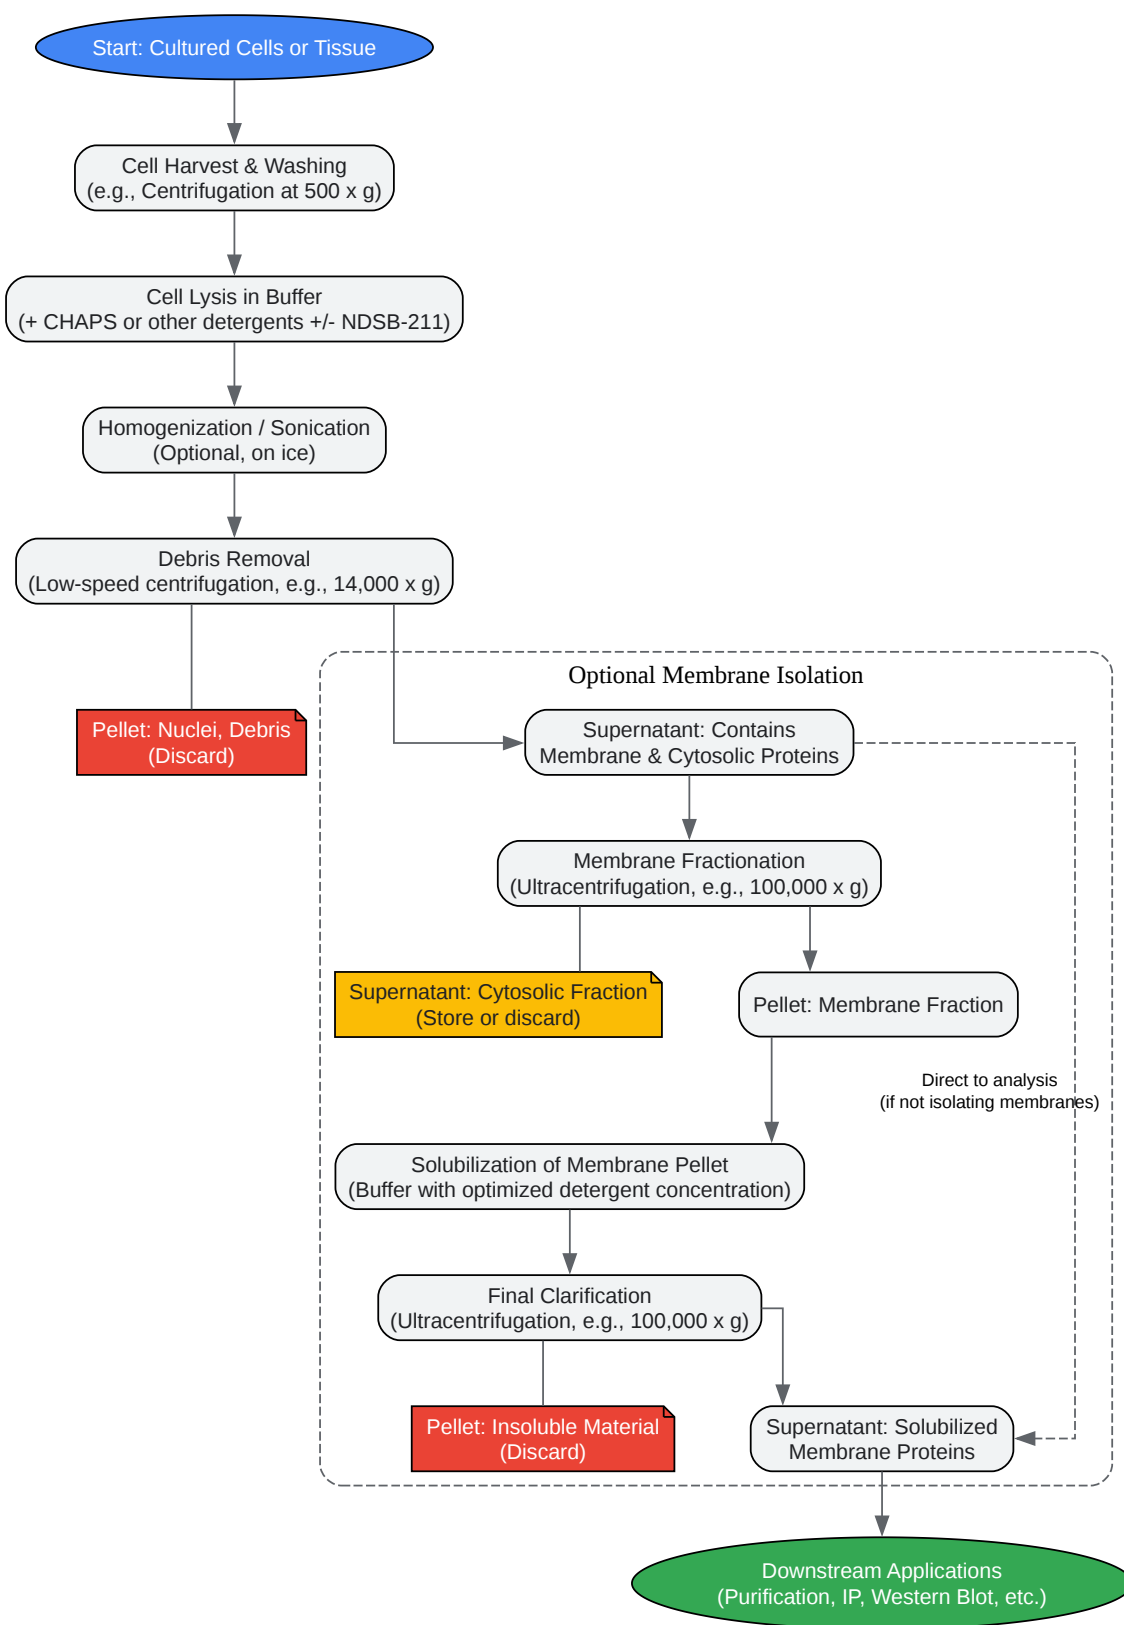 Start: Cultured Cells or Tissue
Cell Harvest & Washing
(e.g., Centrifugation at 500 x g)
Cell Lysis in Buffer
(+ CHAPS or other detergents +/- NDSB-211)
Homogenization / Sonication
(Optional, on ice)
Debris Removal
(Low-speed centrifugation, e.g., 14,000 x g)
Pellet: Nuclei, Debris
(Discard)
Optional Membrane Isolation
Supernatant: Contains
Membrane & Cytosolic Proteins
Membrane Fractionation
(Ultracentrifugation, e.g., 100,000 x g)
Supernatant: Cytosolic Fraction
(Store or discard)
Pellet: Membrane Fraction
Direct to analysis
(if not isolating membranes)
Solubilization of Membrane Pellet
(Buffer with optimized detergent concentration)
Final Clarification
(Ultracentrifugation, e.g., 100,000 x g)
Pellet: Insoluble Material
(Discard)
Supernatant: Solubilized
Membrane Proteins
Downstream Applications
(Purification, IP, Western Blot, etc.)